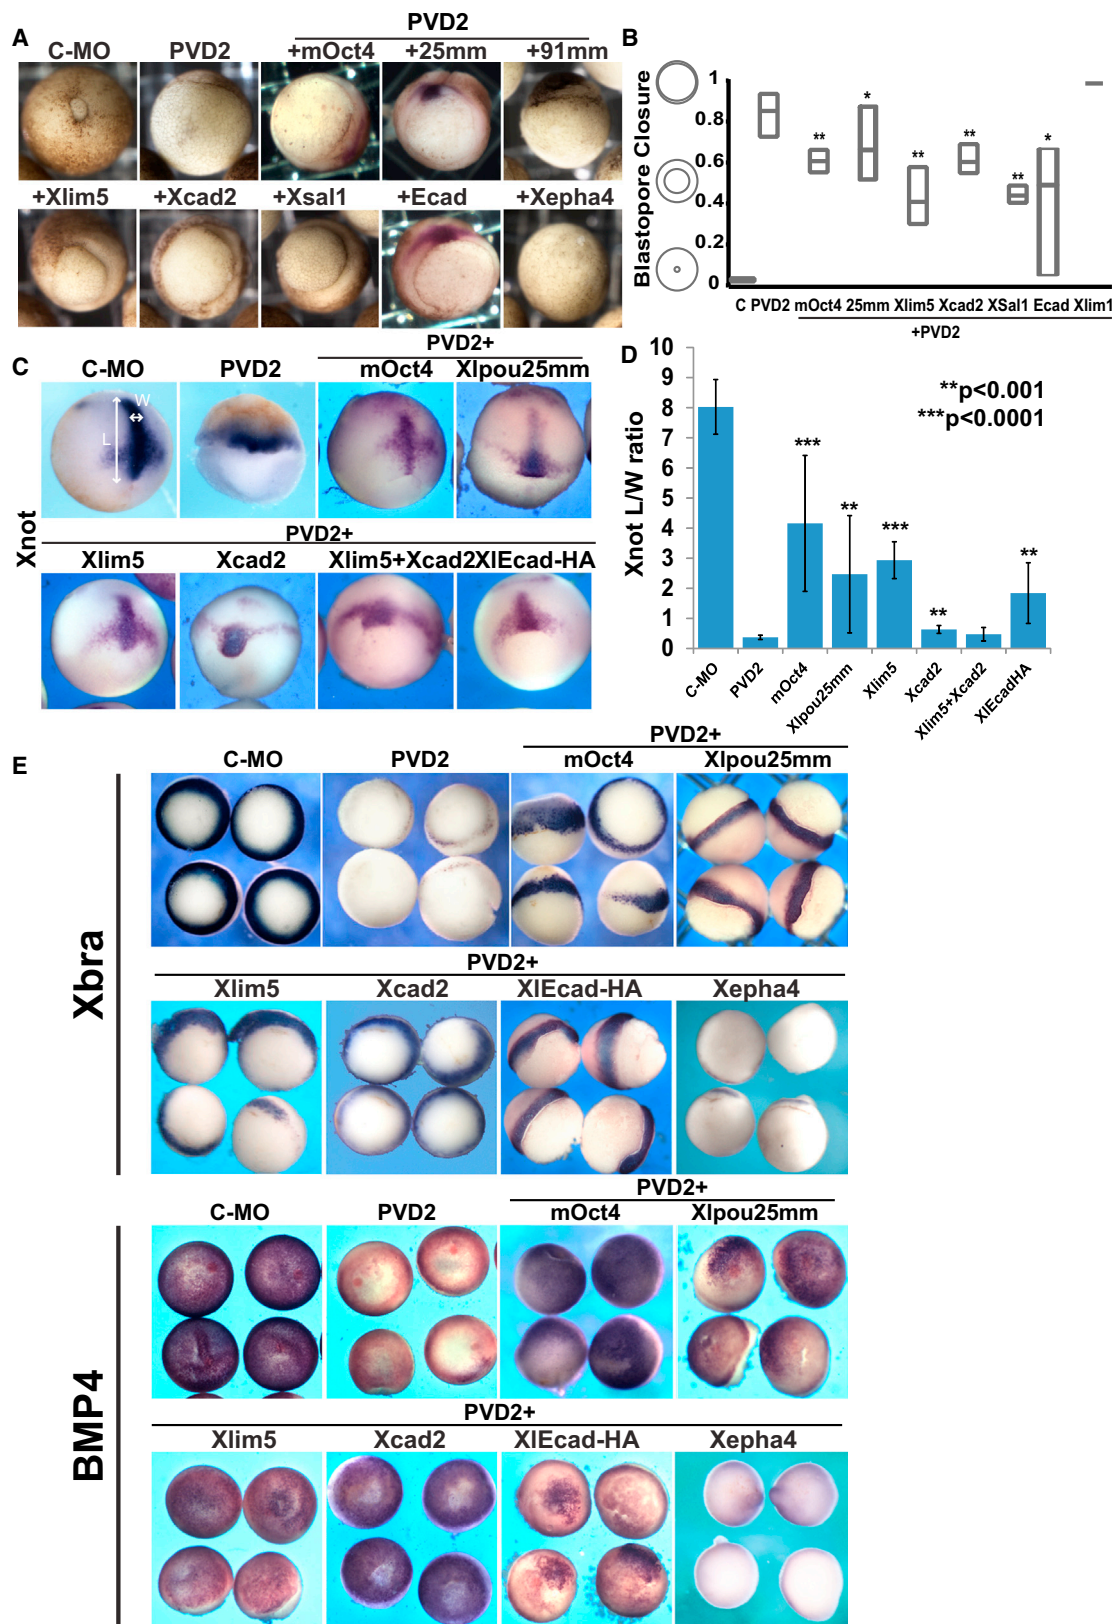 A
PVD2
C-MO PVD2 +mOct4 +25mm +91mm
+Xlim5 +Xcad2 +Xsal1 +Ecad +Xepha4
B
Blastopore Closure
1
0.8
0.6
0.4
0.2
0
** * ** ** ** *
C PVD2 mOct4 25mm Xlim5 Xcad2 XSal1 Ecad Xlim1
+PVD2
C
Xnot
PVD2+
C-MO PVD2 mOct4 Xlpou25mm
W
L
PVD2+
Xlim5 Xcad2 Xlim5+Xcad2 XlEcad-HA
D
Xnot L/W ratio
10
9
8
7
6
5
4
3
2
1
0
**p<0.001
***p<0.0001
*** ** *** ** **
C-MO PVD2 mOct4 Xlpou25mm Xlim5 Xcad2 Xlim5+Xcad2 XlEcadHA
E
Xbra
PVD2+
C-MO PVD2 mOct4 Xlpou25mm
PVD2+
Xlim5 Xcad2 XlEcad-HA Xepha4
BMP4
PVD2+
C-MO PVD2 mOct4 Xlpou25mm
PVD2+
Xlim5 Xcad2 XlEcad-HA Xepha4